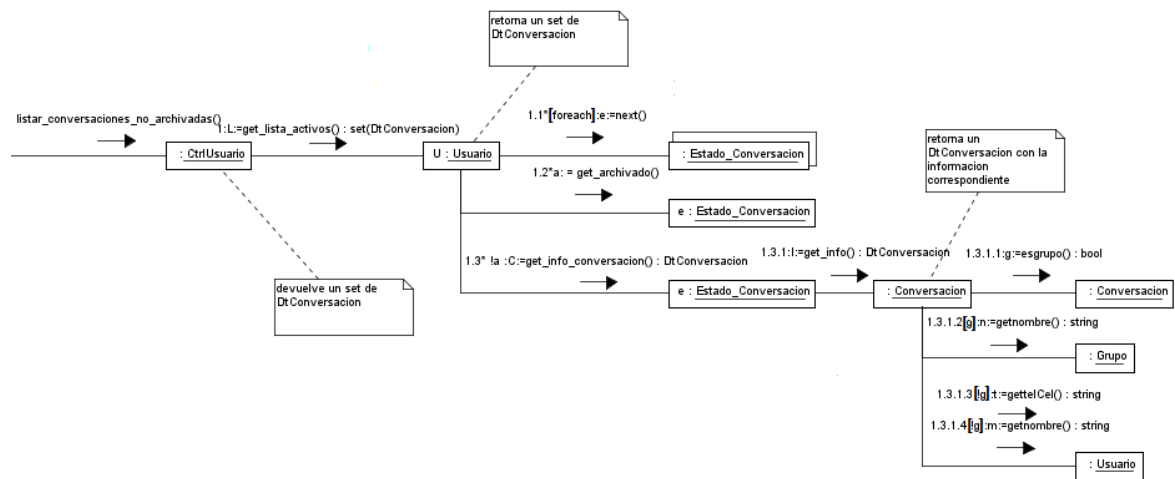 retorna un set de
DtConversacion
listar_conversaciones_no_archivadas()
1:L:=get_lista_activos() : set(DtConversacion)
1.1*[foreach]:e:=next()
: CtrlUsuario
U : Usuario
: Estado_Conversacion
1.2*a: = get_archivado()
e : Estado_Conversacion
retorna un
DtConversacion con la
informacion
correspondiente
1.3* !a :C:=get_info_conversacion() : DtConversacion
1.3.1:I:=get_info() : DtConversacion
1.3.1.1:g:=esgrupo() : bool
devuelve un set de
DtConversacion
e : Estado_Conversacion
: Conversacion
: Conversacion
1.3.1.2[g]:n:=getnombre() : string
: Grupo
1.3.1.3[!g]:t:=gettelCel() : string
1.3.1.4[!g]:m:=getnombre() : string
: Usuario